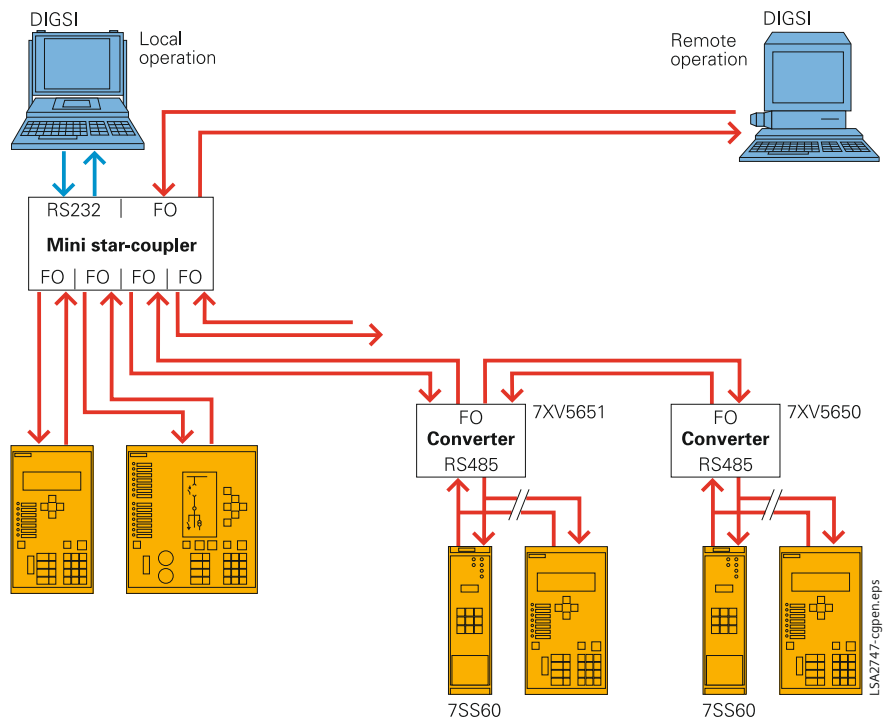 DIGSI
Local
operation
DIGSI
Remote
operation
RS232 | FO
Mini star-coupler
FO | FO | FO | FO
7XV5651
FO
Converter
RS485
7XV5650
FO
Converter
RS485
7SS60
7SS60
LSA2747-cgpen.eps